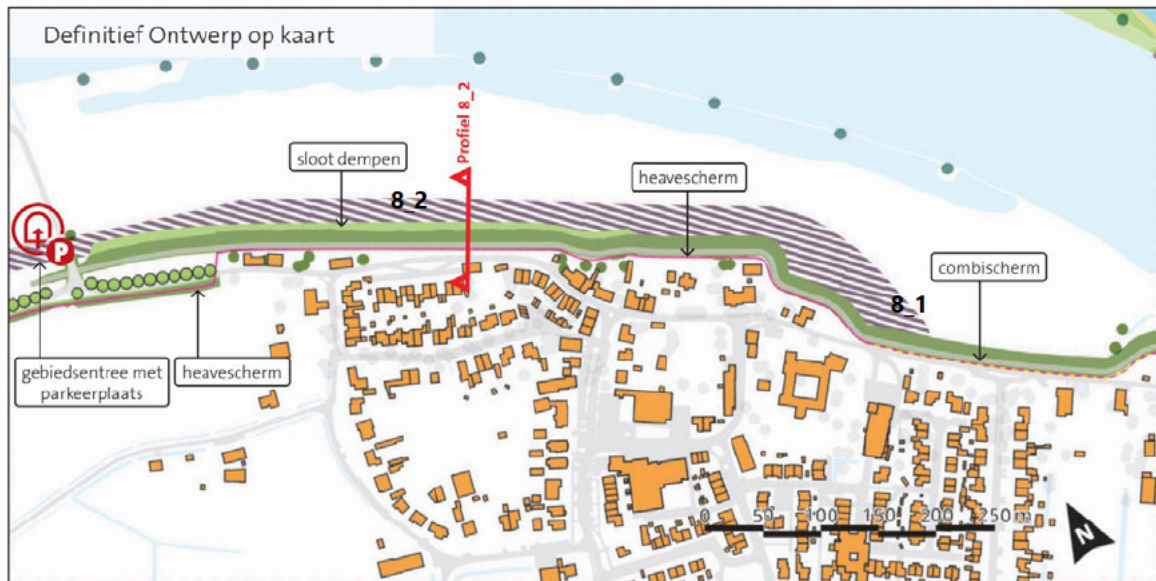 Definitief Ontwerp op kaart
Profiel 8_2
sloot dempen
heavescherm
8_2
P
combischerm
8_1
gebiedsentree met
parkeerplaats
heavescherm
0 50 100 150 200 250 m
N